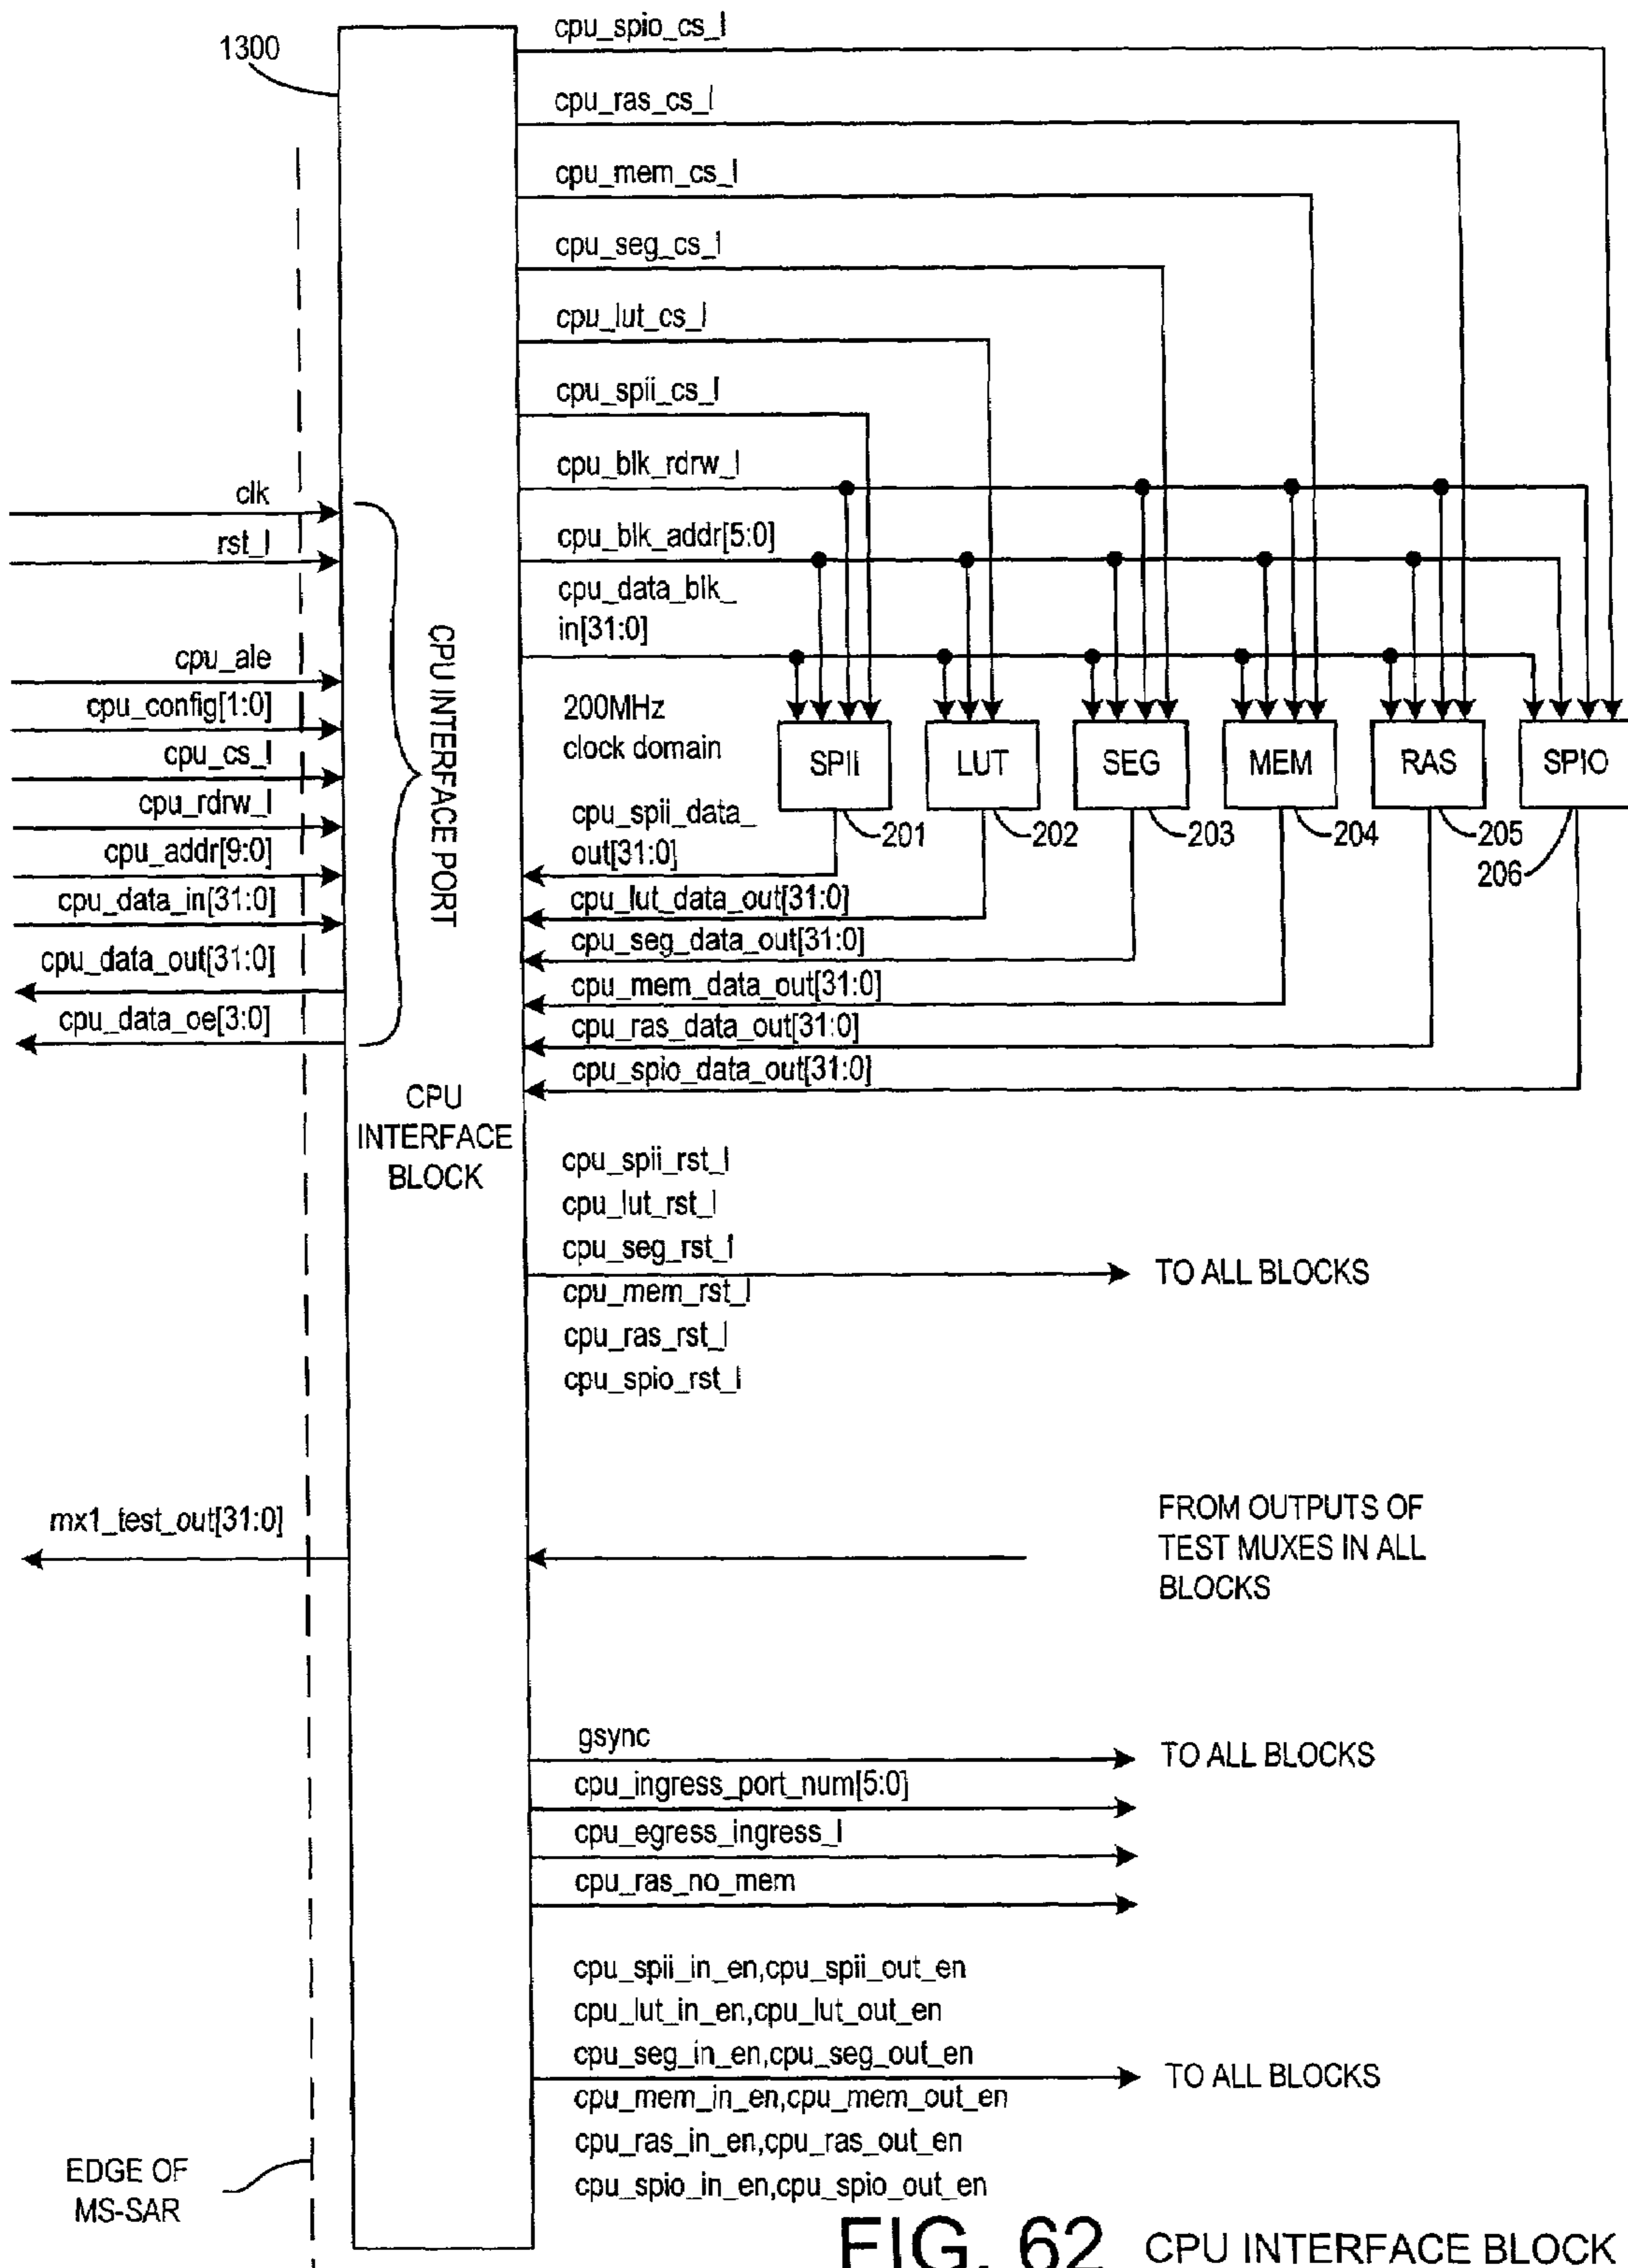 cpu_spio_cs_l
1300
cpu_ras_cs_l
cpu_mem_cs_l
cpu_seg_cs_l
cpu_lut_cs_l
cpu_spii_cs_l
cpu_blk_rdrw_l
cpu_blk_addr[5:0]
cpu_data_blk_
in[31:0]
200MHz
clock domain
clk
rst_l
cpu_ale
cpu_config[1:0]
cpu_cs_l
cpu_rdrw_l
cpu_addr[9:0]
cpu_data_in[31:0]
cpu_data_out[31:0]
cpu_data_oe[3:0]
CPU INTERFACE PORT
SPII
LUT
SEG
MEM
RAS
SPIO
201
202
203
204
205
206
cpu_spii_data_
out[31:0]
cpu_lut_data_out[31:0]
cpu_seg_data_out[31:0]
cpu_mem_data_out[31:0]
cpu_ras_data_out[31:0]
cpu_spio_data_out[31:0]
CPU
INTERFACE
BLOCK
cpu_spii_rst_l
cpu_lut_rst_l
cpu_seg_rst_l
cpu_mem_rst_l
cpu_ras_rst_l
cpu_spio_rst_l
TO ALL BLOCKS
mx1_test_out[31:0]
FROM OUTPUTS OF
TEST MUXES IN ALL
BLOCKS
gsync
TO ALL BLOCKS
cpu_ingress_port_num[5:0]
cpu_egress_ingress_l
cpu_ras_no_mem
cpu_spii_in_en,cpu_spii_out_en
cpu_lut_in_en,cpu_lut_out_en
cpu_seg_in_en,cpu_seg_out_en
cpu_mem_in_en,cpu_mem_out_en
cpu_ras_in_en,cpu_ras_out_en
cpu_spio_in_en,cpu_spio_out_en
TO ALL BLOCKS
EDGE OF
MS-SAR
FIG. 62 CPU INTERFACE BLOCK